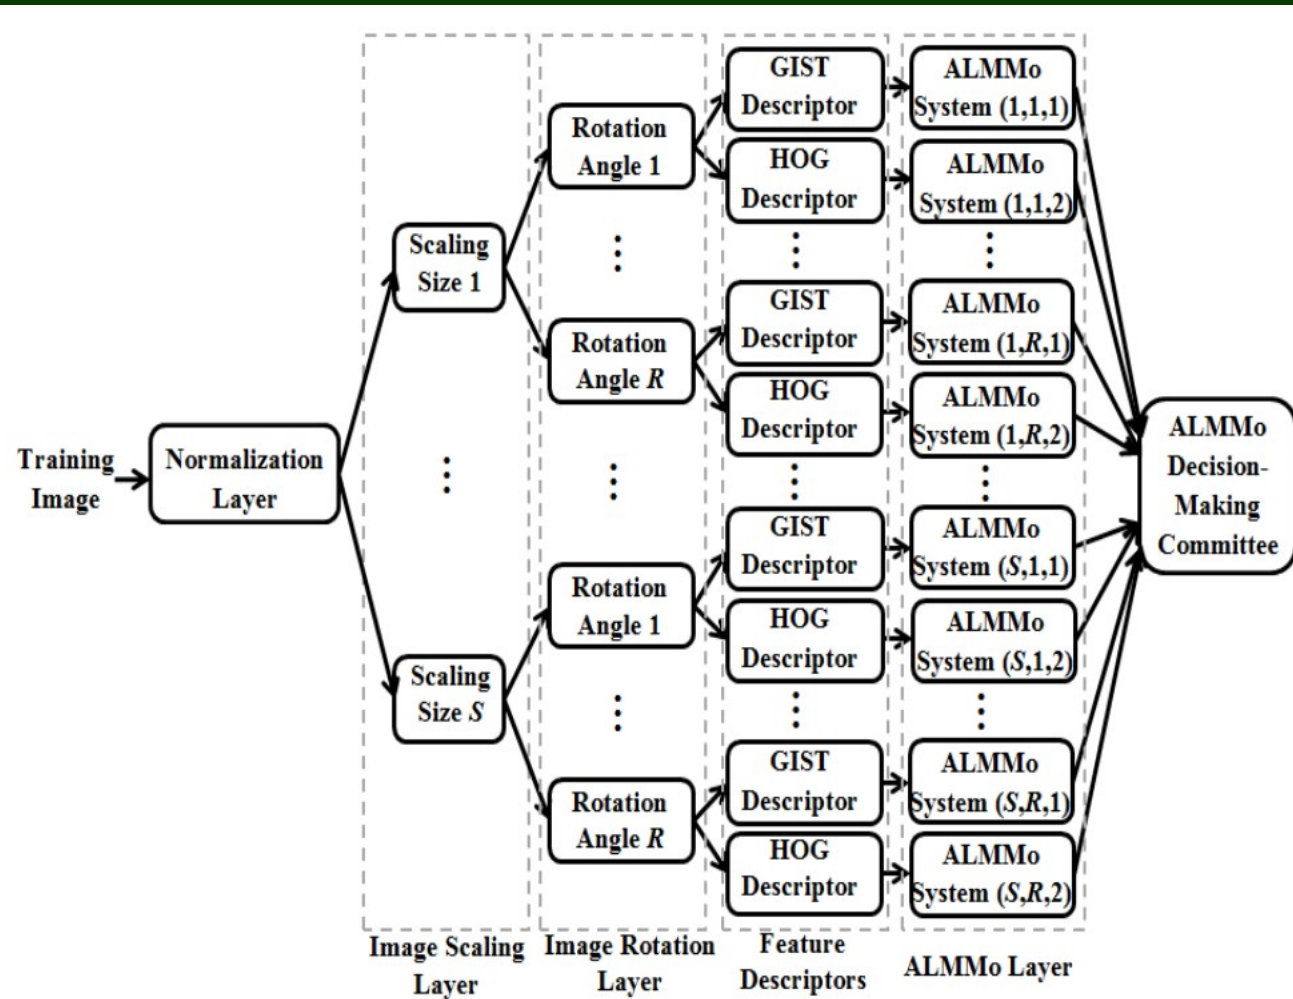 Training
Image
Normalization
Layer
Scaling
Size 1
⋮
Scaling
Size S
Image Scaling
Layer
Rotation
Angle 1
⋮
Rotation
Angle R
⋮
Rotation
Angle 1
⋮
Rotation
Angle R
Image Rotation
Layer
GIST
Descriptor
HOG
Descriptor
⋮
GIST
Descriptor
HOG
Descriptor
⋮
GIST
Descriptor
HOG
Descriptor
⋮
GIST
Descriptor
HOG
Descriptor
Feature
Descriptors
ALMMo
System (1,1,1)
ALMMo
System (1,1,2)
⋮
ALMMo
System (1,R,1)
ALMMo
System (1,R,2)
⋮
ALMMo
System (S,1,1)
ALMMo
System (S,1,2)
⋮
ALMMo
System (S,R,1)
ALMMo
System (S,R,2)
ALMMo Layer
ALMMo
Decision-
Making
Committee